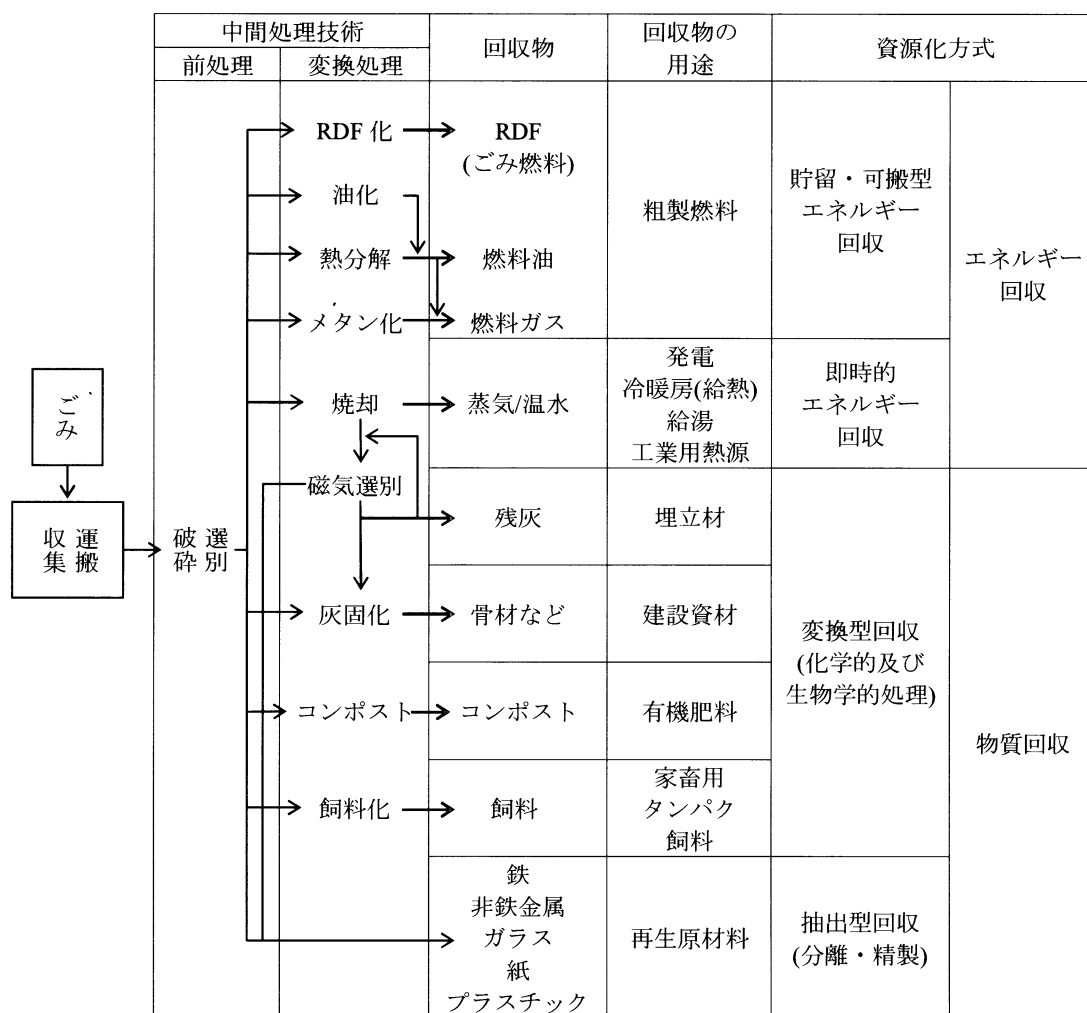 中間処理技術
前処理
変換処理
回収物
回収物の
用途
資源化方式
ごみ
収集
運搬
破砕
選別
RDF 化
RDF
(ごみ燃料)
油化
熱分解
燃料油
メタン化
燃料ガス
粗製燃料
貯留・可搬型
エネルギー
回収
エネルギー
回収
焼却
蒸気/温水
発電
冷暖房(給熱)
給湯
工業用熱源
即時的
エネルギー
回収
磁気選別
残灰
埋立材
灰固化
骨材など
建設資材
変換型回収
(化学的及び
生物学的処理)
コンポスト
コンポスト
有機肥料
物質回収
飼料化
飼料
家畜用
タンパク
飼料
鉄
非鉄金属
ガラス
紙
プラスチック
再生原材料
抽出型回収
(分離・精製)